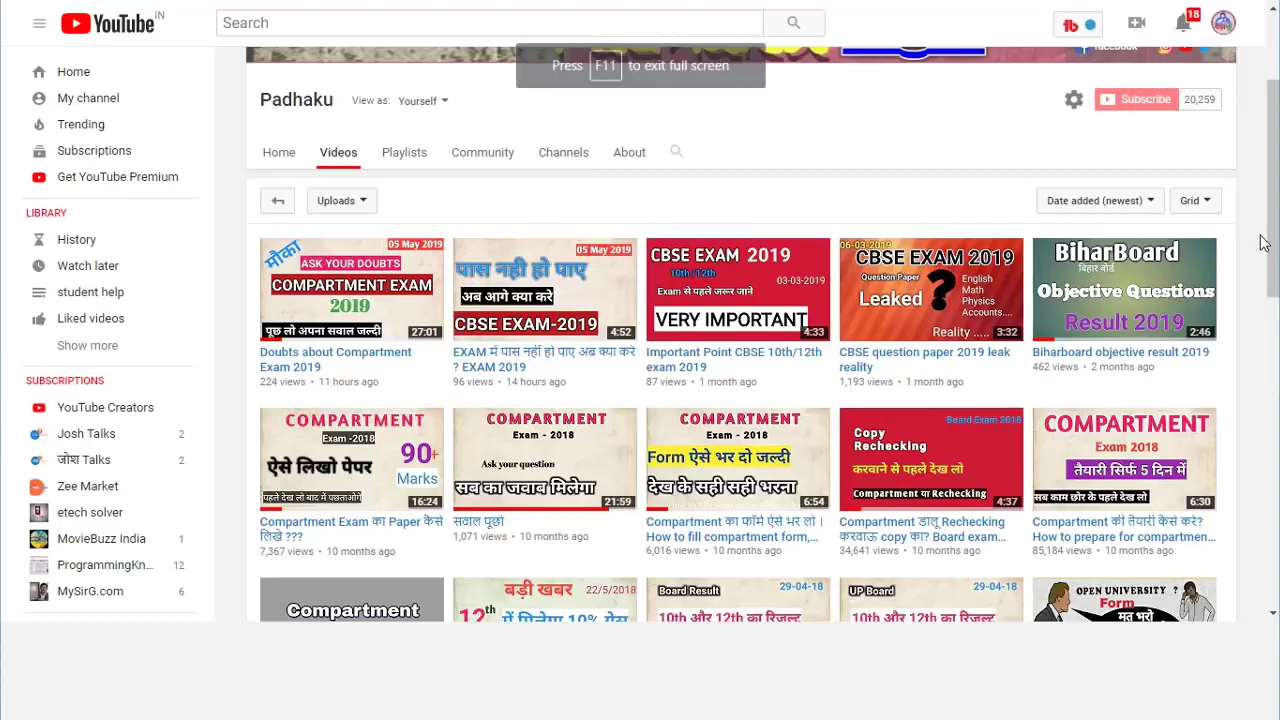 YouTube IN
Search
18
facebook
Press F11 to exit full screen
Home
My channel
Trending
Subscriptions
Get YouTube Premium
LIBRARY
History
Watch later
student help
Liked videos
Show more
SUBSCRIPTIONS
YouTube Creators
Josh Talks 2
जोश Talks 2
Zee Market
etech solver
MovieBuzz India 1
ProgrammingKn... 12
MySirG.com 6
Padhaku
View as: Yourself
Subscribe 20,259
Home Videos Playlists Community Channels About
Uploads
Date added (newest) Grid
मौका
05 May 2019
ASK YOUR DOUBTS
COMPARTMENT EXAM
2019
पूछ लो अपना सवाल जल्दी
27:01
Doubts about Compartment
Exam 2019
224 views • 11 hours ago
05 May 2019
पास नही हो पाए
अब आगे क्या करे
CBSE EXAM-2019
4:52
EXAM में पास नहीं हो पाए अब क्या करे
? EXAM 2019
96 views • 14 hours ago
CBSE EXAM 2019
10th /12th
03-03-2019
Exam से पहले जरूर जाने
VERY IMPORTANT
4:33
Important Point CBSE 10th/12th
exam 2019
87 views • 1 month ago
06-03-2019
CBSE EXAM 2019
Question Paper
Leaked ?
English
Math
Physics
Accounts....
Reality .....
3:32
CBSE question paper 2019 leak
reality
1,193 views • 1 month ago
BiharBoard
बिहार बोर्ड
Objective Questions
Result 2019
2:46
Biharboard objective result 2019
462 views • 2 months ago
COMPARTMENT
Exam -2018
ऐसे लिखो पेपर
90+
Marks
पहले देख लो बाद में पछताओगे
16:24
Compartment Exam का Paper कैसे
लिखे ???
7,367 views • 10 months ago
COMPARTMENT
Exam - 2018
Ask your question
सब का जवाब मिलेगा
21:59
सवाल पूछो
1,071 views • 10 months ago
COMPARTMENT
Exam - 2018
Form ऐसे भर दो जल्दी
देख के सही सही भरना
6:54
Compartment का फॉर्म ऐसे भर लो ।
How to fill compartment form,...
6,016 views • 10 months ago
Board Exam 2018
Copy
Rechecking
करवाने से पहले देख लो
Compartment या Rechecking
4:37
Compartment डालू Rechecking
करवाऊ copy का? Board exam...
34,641 views • 10 months ago
COMPARTMENT
Exam 2018
तैयारी सिर्फ 5 दिन में
सब काम छोर के पहले देख लो
6:30
Compartment की तैयारी कैसे करे?
How to prepare for compartmen...
85,184 views • 10 months ago
Compartment
बड़ी खबर 22/5/2018
12th में मिलेगा 10% ग्रेस
Board Result 29-04-18
10th और 12th का रिजल्ट
UP Board 29-04-18
10th और 12th का रिजल्ट
OPEN UNIVERSITY ?
Form
मत भरो